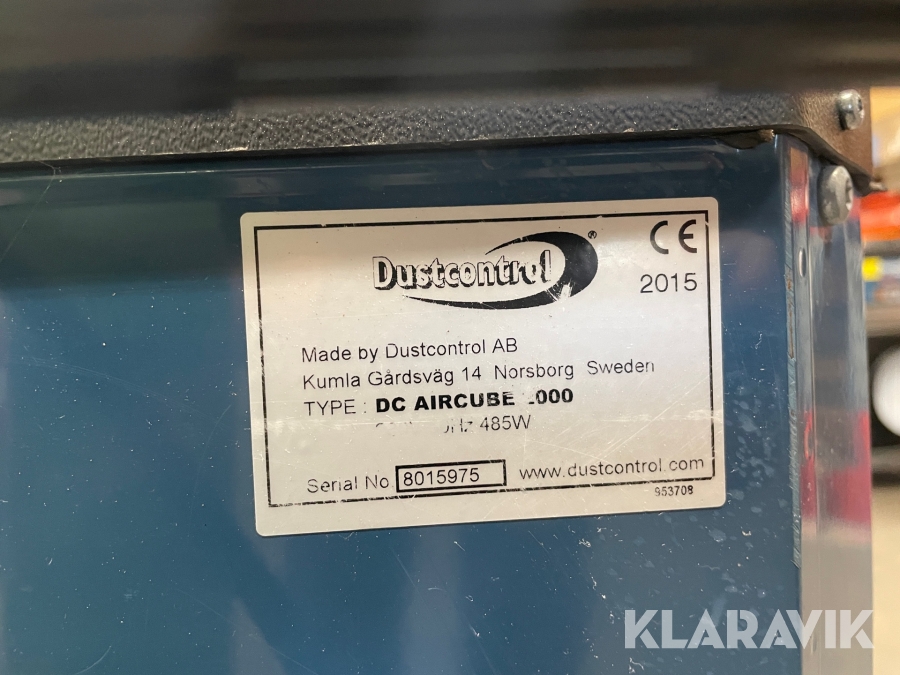 Dustcontrol®
CE
2015
Made by Dustcontrol AB
Kumla Gårdsväg 14 Norsborg Sweden
TYPE : DC AIRCUBE
485W
Serial No 8015975 www.dustcontrol.com
953708
KLARAVIK